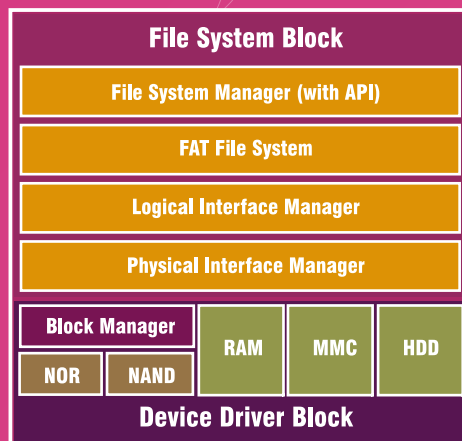 File System Block
File System Manager (with API)
FAT File System
Logical Interface Manager
Physical Interface Manager
Block Manager
RAM
MMC
HDD
NOR
NAND
Device Driver Block